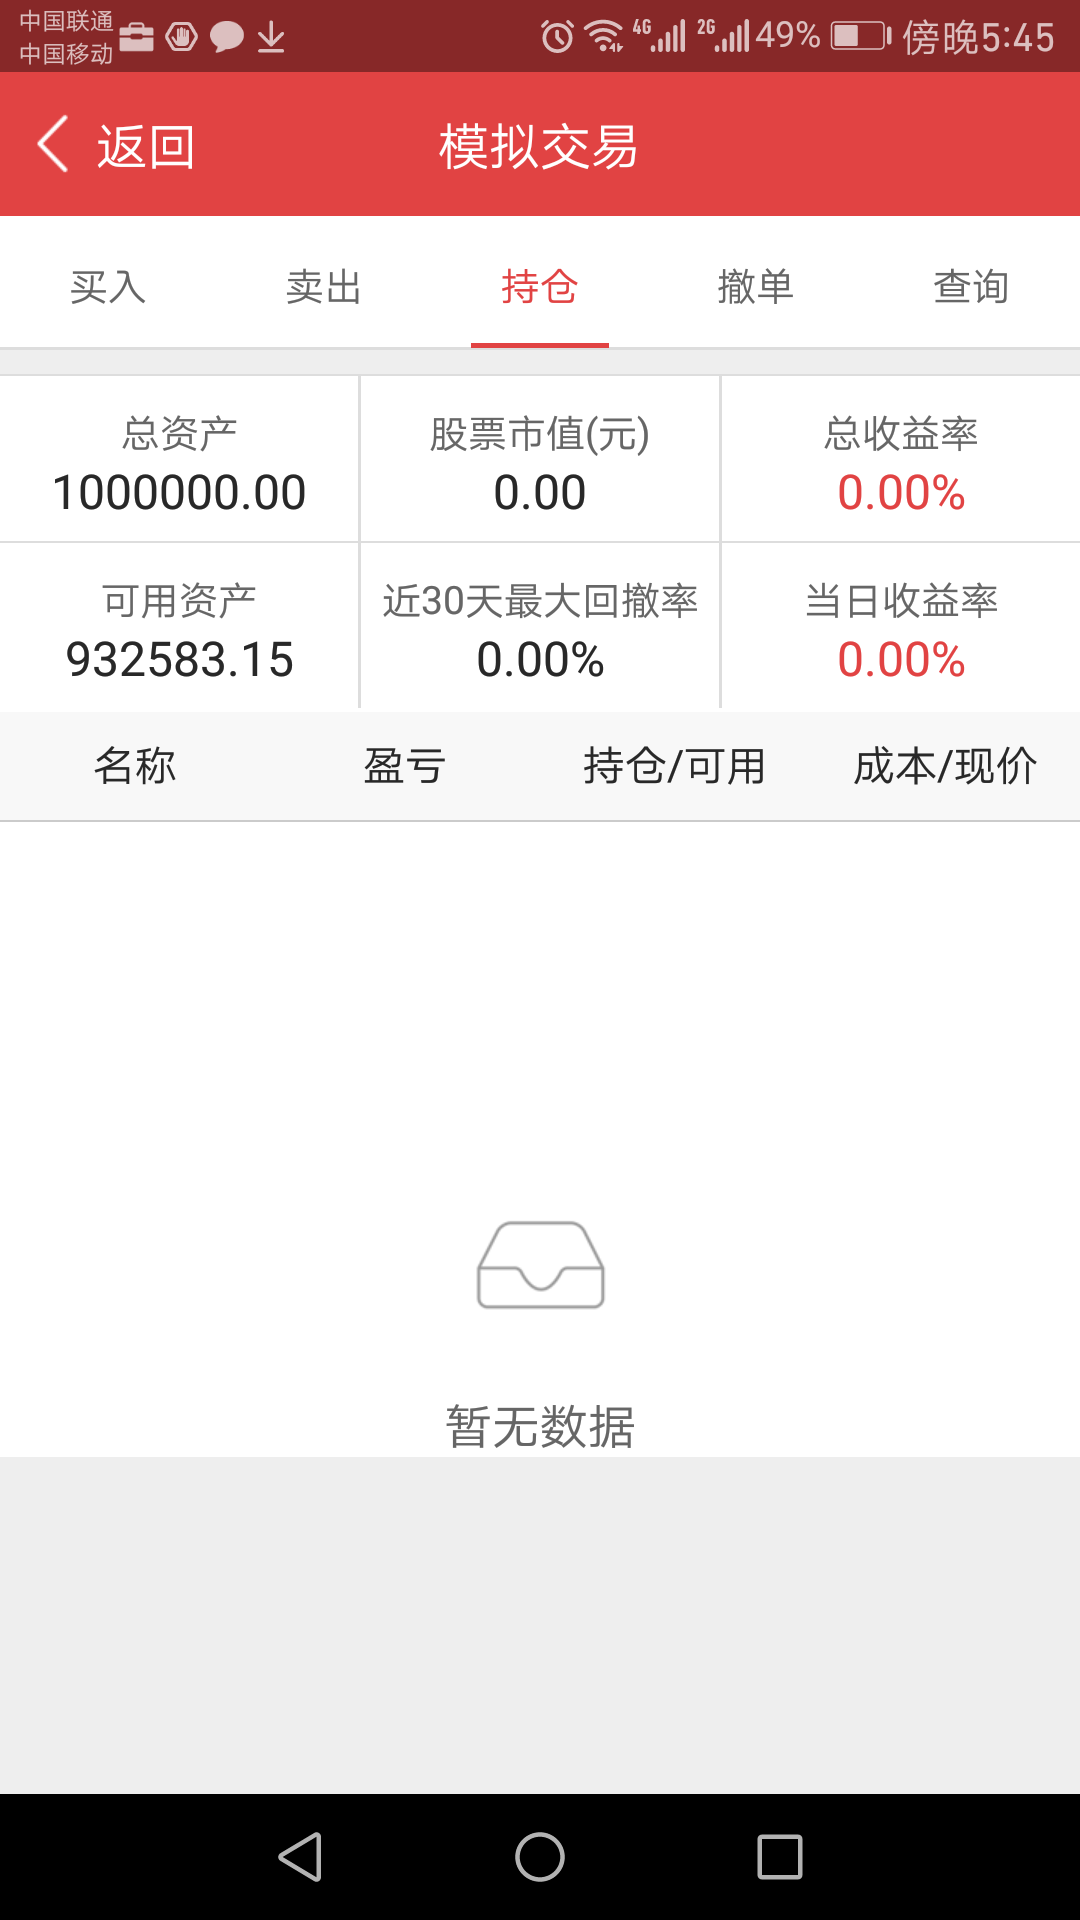 中国联通
中国移动
4G 2G 49% 傍晚5:45
返回 模拟交易
买入 卖出 持仓 撤单 查询
总资产 股票市值(元) 总收益率
1000000.00 0.00 0.00%
可用资产 近30天最大回撤率 当日收益率
932583.15 0.00% 0.00%
名称 盈亏 持仓/可用 成本/现价
暂无数据